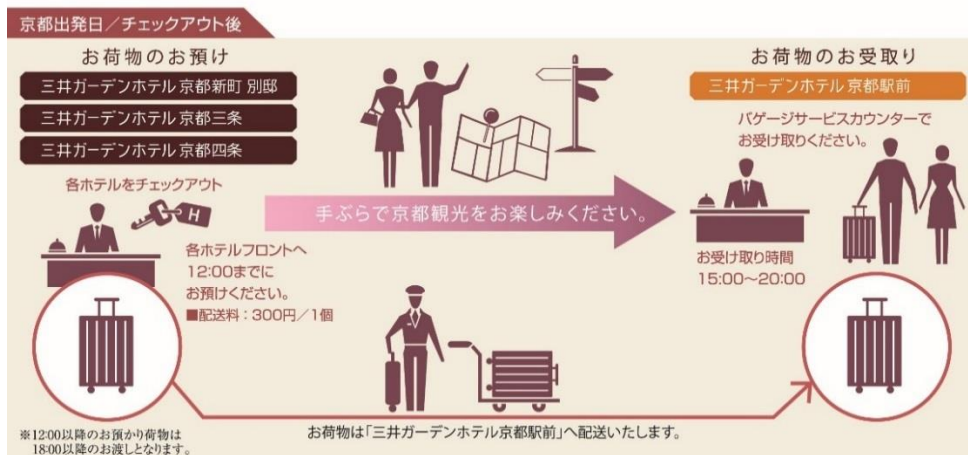 京都出発日／チェックアウト後
お荷物のお預け
三井ガーデンホテル 京都新町 別邸
三井ガーデンホテル 京都三条
三井ガーデンホテル 京都四条
各ホテルをチェックアウト
H
各ホテルフロントへ
12:00までに
お預けください。
■配送料：300円／1個
※12:00以降のお預かり荷物は
18:00以降のお渡しとなります。
手ぶらで京都観光をお楽しみください。
お荷物は「三井ガーデンホテル京都駅前」へ配送いたします。
お荷物のお受取り
三井ガーデンホテル 京都駅前
バゲージサービスカウンターで
お受け取りください。
お受け取り時間
15:00〜20:00